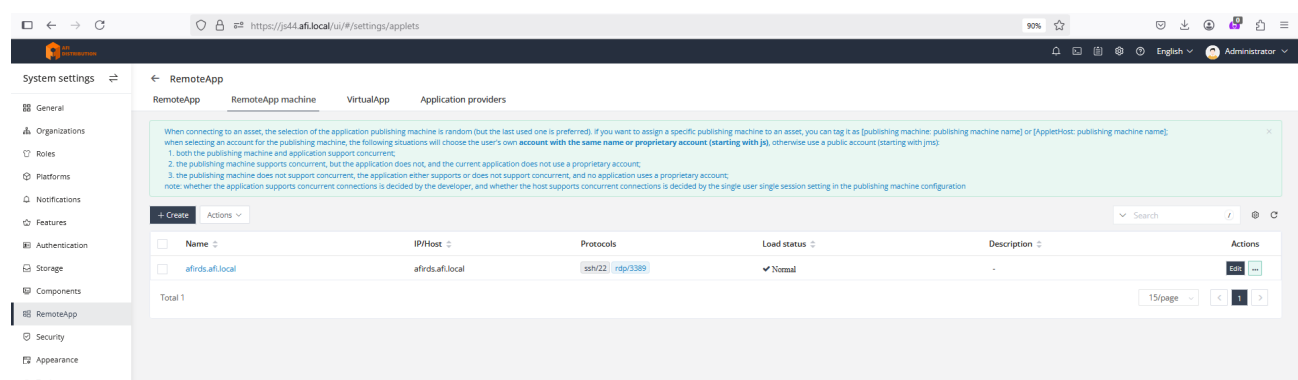 https://js44.afi.local/ui/#/settings/applets
90%
AFI
DISTRIBUTION
English
Administrator
System settings
RemoteApp
RemoteApp RemoteApp machine VirtualApp Application providers
General
Organizations
Roles
Platforms
Notifications
Features
Authentication
Storage
Components
RemoteApp
Security
Appearance
When connecting to an asset, the selection of the application publishing machine is random (but the last used one is preferred). If you want to assign a specific publishing machine to an asset, you can tag it as [publishing machine: publishing machine name] or [AppletHost: publishing machine name];
when selecting an account for the publishing machine, the following situations will choose the user's own account with the same name or proprietary account (starting with js), otherwise use a public account (starting with jms):
1. both the publishing machine and application support concurrent;
2. the publishing machine supports concurrent, but the application does not, and the current application does not use a proprietary account;
3. the publishing machine does not support concurrent, the application either supports or does not support concurrent, and no application uses a proprietary account;
note: whether the application supports concurrent connections is decided by the developer, and whether the host supports concurrent connections is decided by the single user single session setting in the publishing machine configuration
+ Create Actions Search /
Name IP/Host Protocols Load status Description Actions
afirds.afi.local afirds.afi.local ssh/22 rdp/3389 ✔ Normal - Edit ...
Total 1 15/page < 1 >